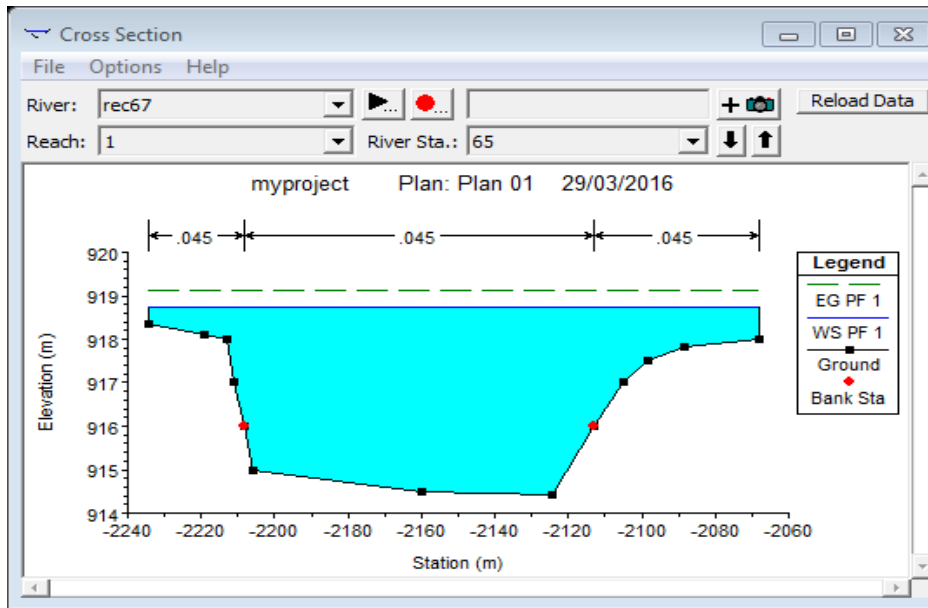 Cross Section
File Options Help
River: rec67 ... ... Reload Data
Reach: 1 River Sta.: 65
myproject Plan: Plan 01 29/03/2016
.045 .045 .045
920
919
918
917
916
915
914
-2240 -2220 -2200 -2180 -2160 -2140 -2120 -2100 -2080 -2060
Elevation (m)
Station (m)
Legend
EG PF 1
WS PF 1
Ground
Bank Sta